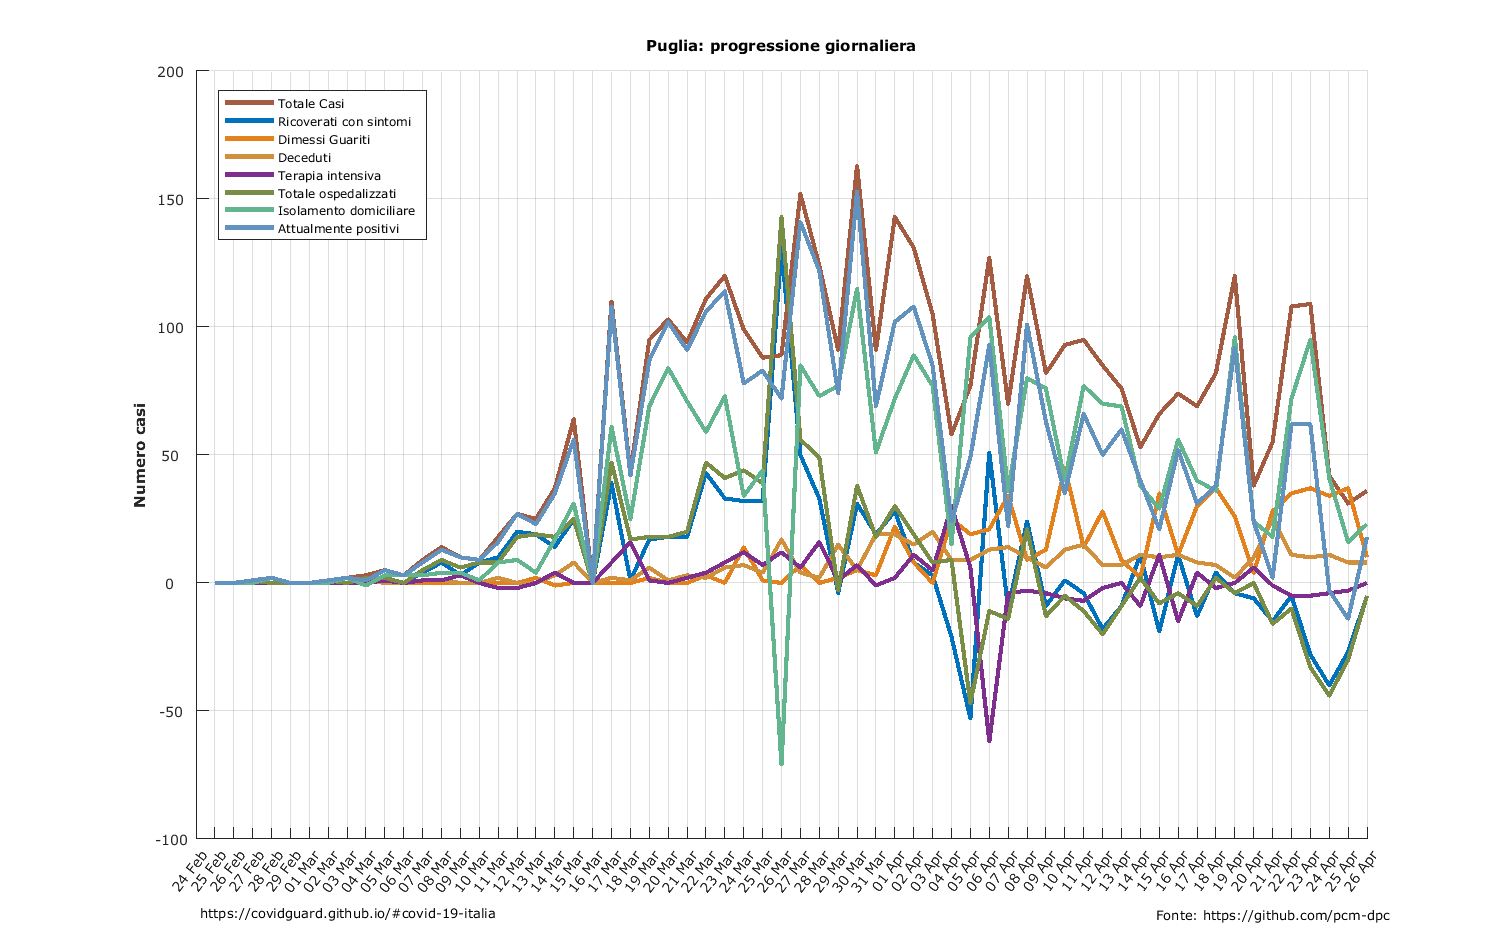 Puglia: progressione giornaliera
Numero casi
200
150
100
50
0
-50
-100
Totale Casi
Ricoverati con sintomi
Dimessi Guariti
Deceduti
Terapia intensiva
Totale ospedalizzati
Isolamento domiciliare
Attualmente positivi
24 Feb
25 Feb
26 Feb
27 Feb
28 Feb
29 Feb
01 Mar
02 Mar
03 Mar
04 Mar
05 Mar
06 Mar
07 Mar
08 Mar
09 Mar
10 Mar
11 Mar
12 Mar
13 Mar
14 Mar
15 Mar
16 Mar
17 Mar
18 Mar
19 Mar
20 Mar
21 Mar
22 Mar
23 Mar
24 Mar
25 Mar
26 Mar
27 Mar
28 Mar
29 Mar
30 Mar
31 Mar
01 Apr
02 Apr
03 Apr
04 Apr
05 Apr
06 Apr
07 Apr
08 Apr
09 Apr
10 Apr
11 Apr
12 Apr
13 Apr
14 Apr
15 Apr
16 Apr
17 Apr
18 Apr
19 Apr
20 Apr
21 Apr
22 Apr
23 Apr
24 Apr
25 Apr
26 Apr
https://covidguard.github.io/#covid-19-italia
Fonte: https://github.com/pcm-dpc